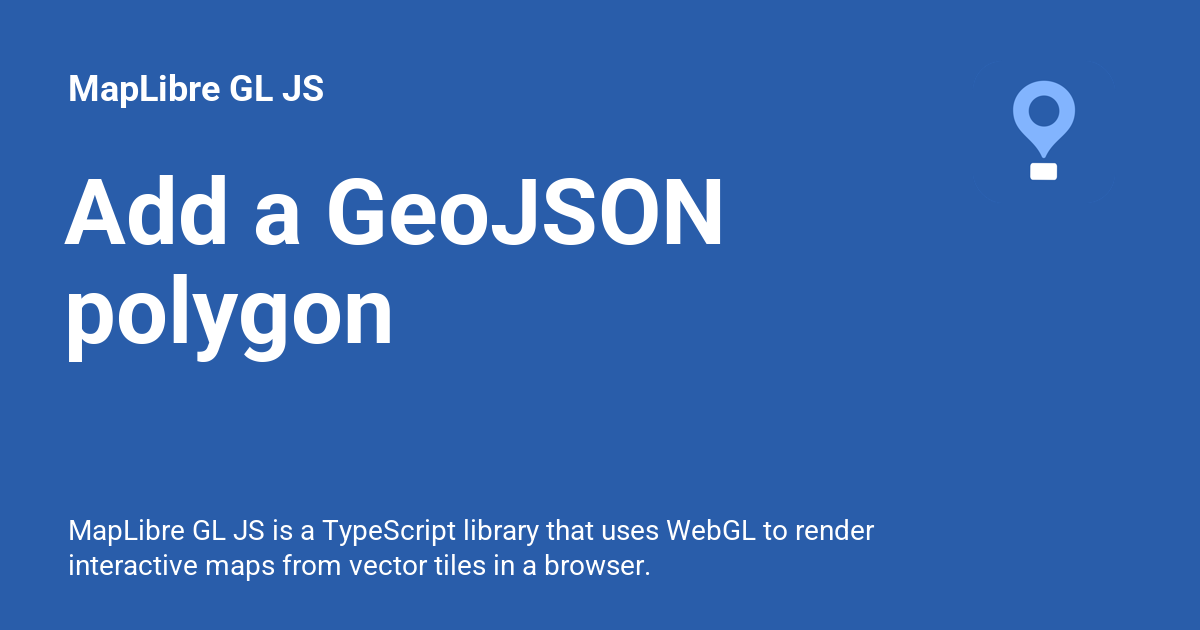 MapLibre GL JS
Add a GeoJSON
polygon
MapLibre GL JS is a TypeScript library that uses WebGL to render
interactive maps from vector tiles in a browser.